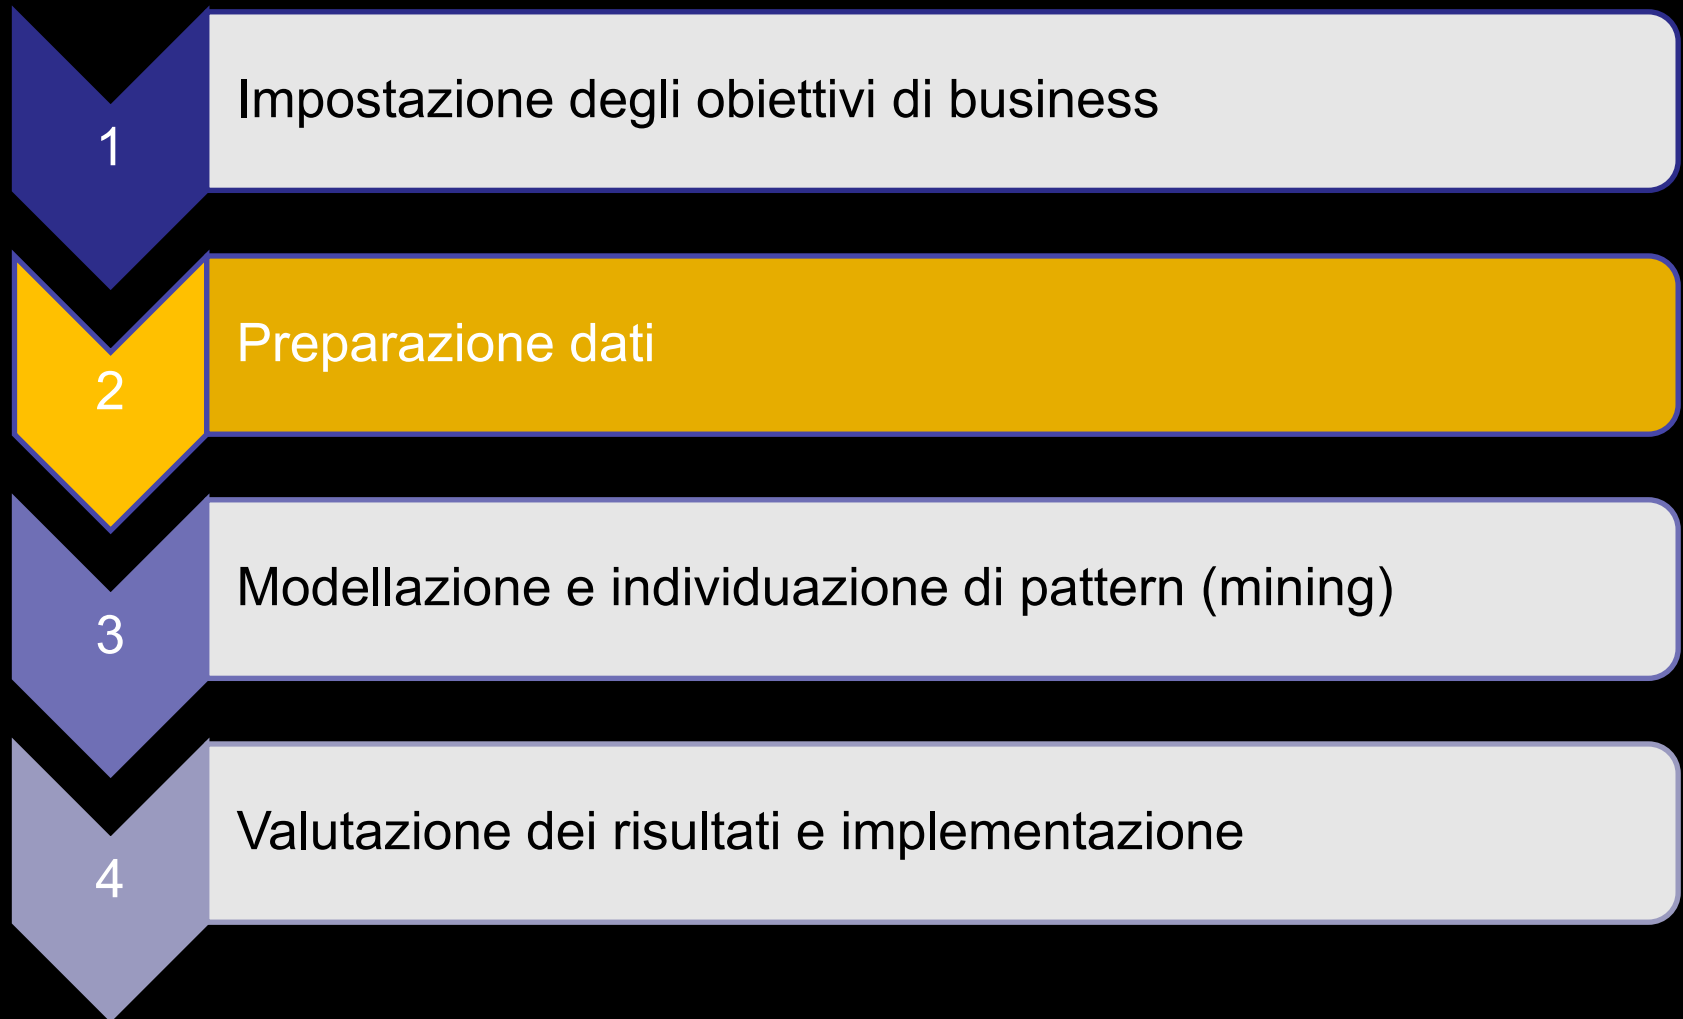 1
Impostazione degli obiettivi di business
2
Preparazione dati
3
Modellazione e individuazione di pattern (mining)
4
Valutazione dei risultati e implementazione